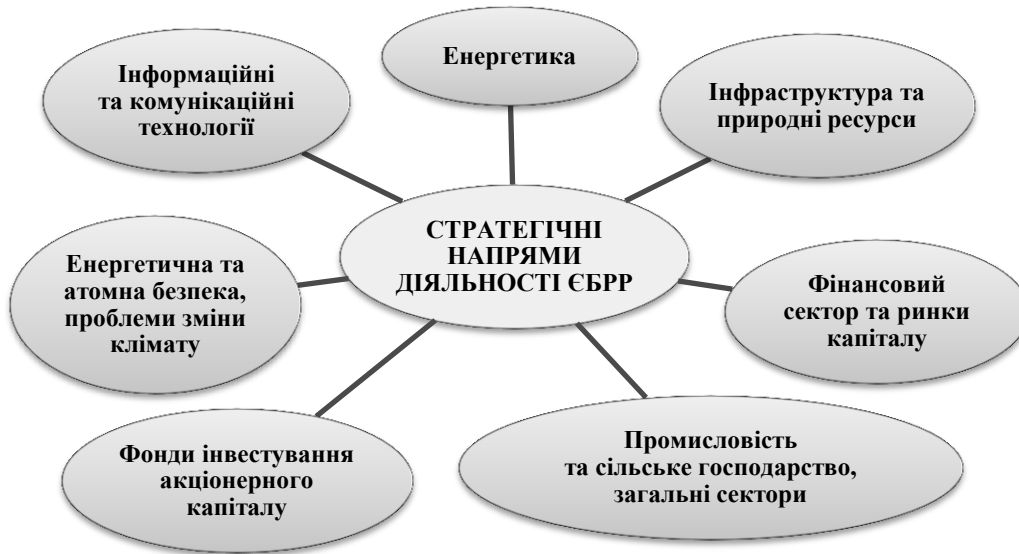 Енергетика
Інформаційні
та комунікаційні
технології
Інфраструктура та
природні ресурси
СТРАТЕГІЧНІ
НАПРЯМИ
ДІЯЛЬНОСТІ ЄБРР
Енергетична та
атомна безпека,
проблеми зміни
клімату
Фінансовий
сектор та ринки
капіталу
Фонди інвестування
акціонерного
капіталу
Промисловість
та сільське господарство,
загальні сектори